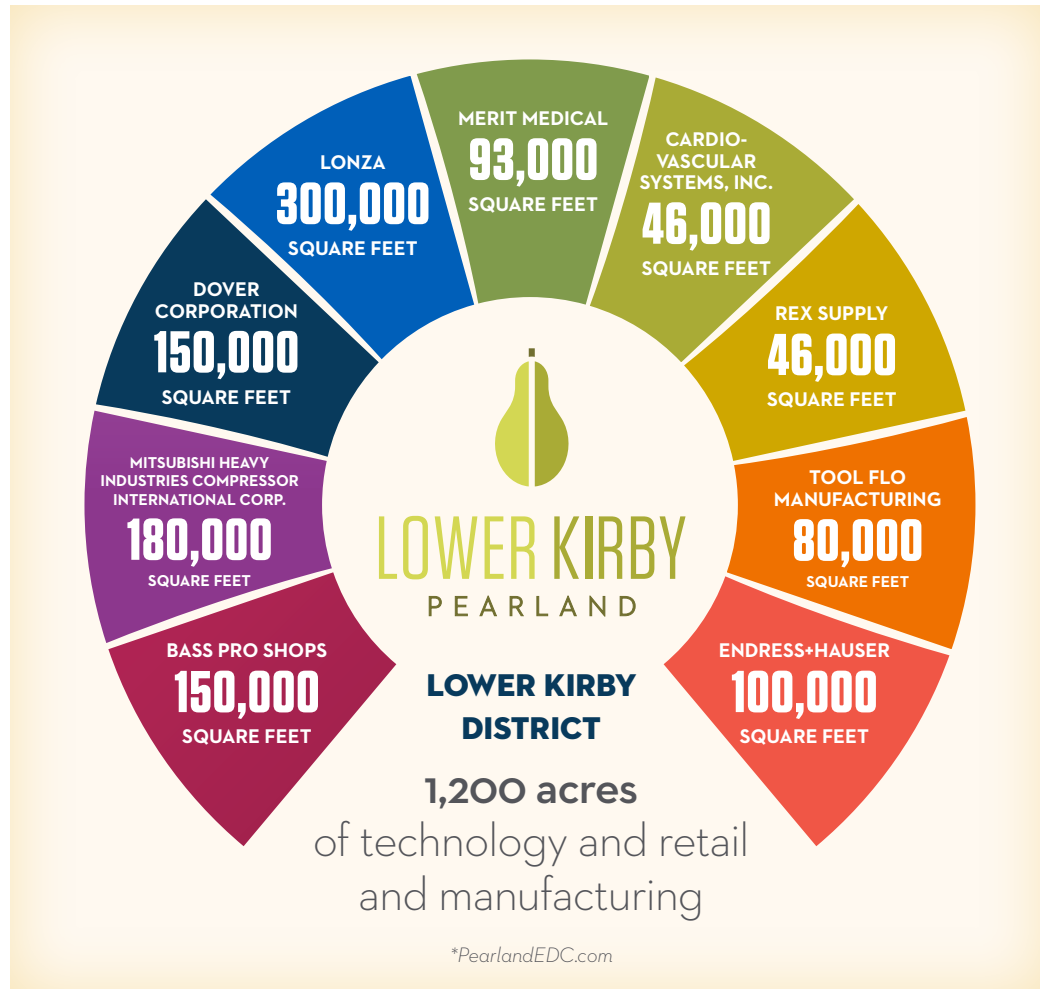 BASS PRO SHOPS
150,000
SQUARE FEET
MITSUBISHI HEAVY
INDUSTRIES COMPRESSOR
INTERNATIONAL CORP.
180,000
SQUARE FEET
DOVER
CORPORATION
150,000
SQUARE FEET
LONZA
300,000
SQUARE FEET
MERIT MEDICAL
93,000
SQUARE FEET
CARDIO-
VASCULAR
SYSTEMS, INC.
46,000
SQUARE FEET
REX SUPPLY
46,000
SQUARE FEET
TOOL FLO
MANUFACTURING
80,000
SQUARE FEET
ENDRESS+HAUSER
100,000
SQUARE FEET
LOWER KIRBY
PEARLAND
LOWER KIRBY
DISTRICT
1,200 acres
of technology and retail
and manufacturing
*PearlandEDC.com